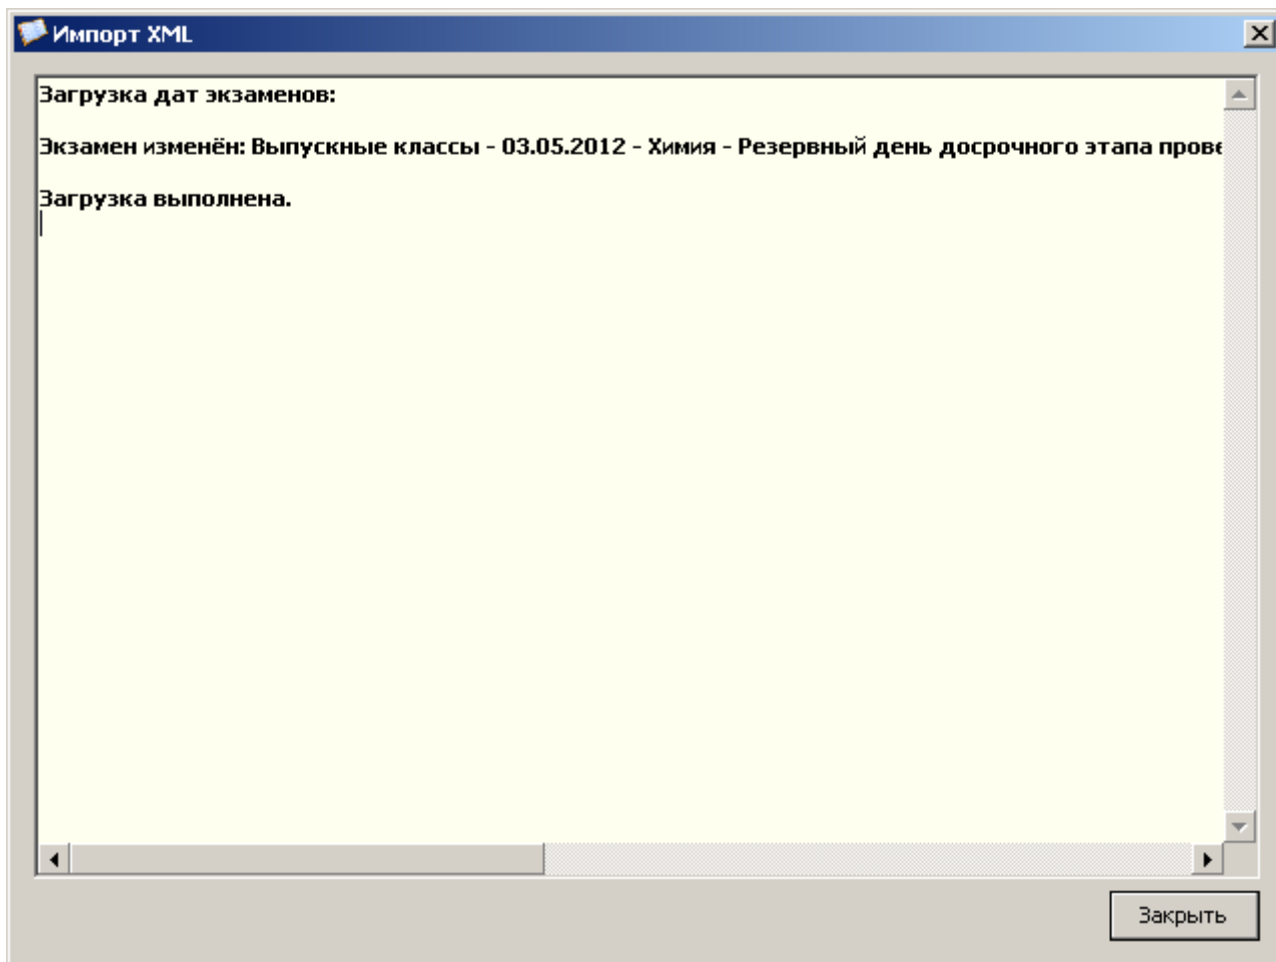 Импорт XML
Загрузка дат экзаменов:
Экзамен изменён: Выпускные классы - 03.05.2012 - Химия - Резервный день досрочного этапа прове
Загрузка выполнена.
Закрыть